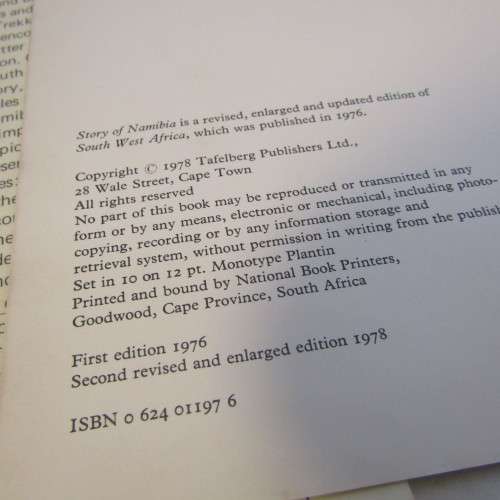 Story of Namibia is a revised, enlarged and updated edition of
South West Africa, which was published in 1976.
Copyright © 1978 Tafelberg Publishers Ltd.,
28 Wale Street, Cape Town
All rights reserved
No part of this book may be reproduced or transmitted in any
form or by any means, electronic or mechanical, including photo-
copying, recording or by any information storage and
retrieval system, without permission in writing from the publish
Set in 10 on 12 pt. Monotype Plantin
Printed and bound by National Book Printers,
Goodwood, Cape Province, South Africa
First edition 1976
Second revised and enlarged edition 1978
ISBN 0 624 01197 6